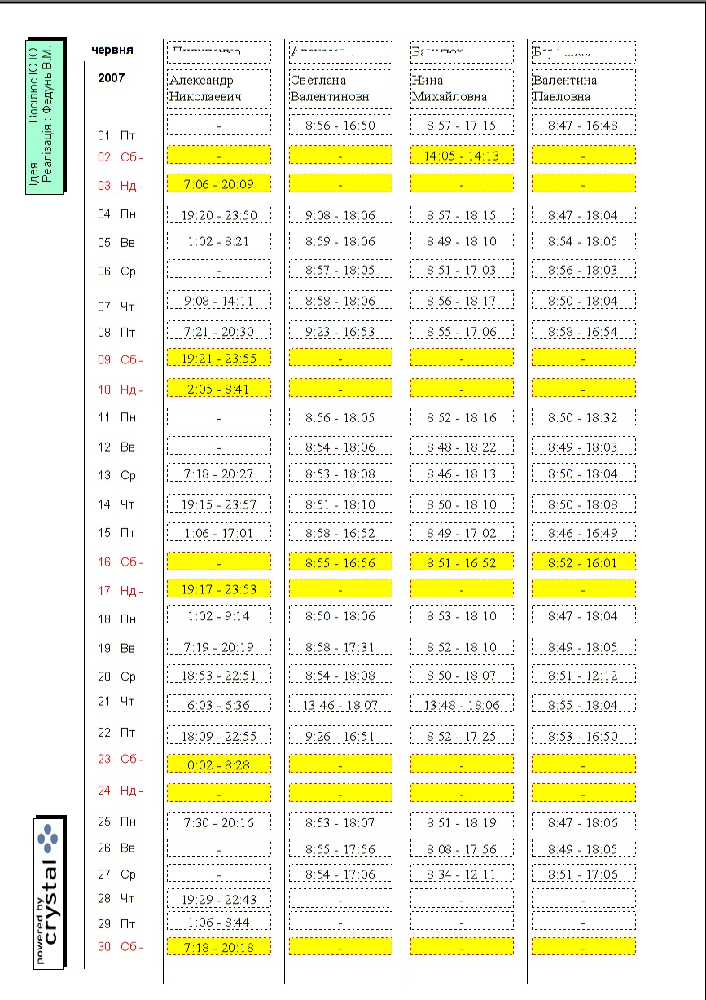 червня
2007
Александр
Николаевич
Светлана
Валентиновн
Нина
Михайловна
Валентина
Павловна
Ідея: Восілюс Ю.Ю.
Реалізація : Федунь В.М.
01: Пт - 8:56 - 16:50 8:57 - 17:15 8:47 - 16:48
02: Сб - - - 14:05 - 14:13 -
03: Нд - 7:06 - 20:09 - - -
04: Пн 19:20 - 23:50 9:08 - 18:06 8:57 - 18:15 8:47 - 18:04
05: Вв 1:02 - 8:21 8:59 - 18:06 8:49 - 18:10 8:54 - 18:05
06: Ср - 8:57 - 18:05 8:51 - 17:03 8:56 - 18:03
07: Чт 9:08 - 14:11 8:58 - 18:06 8:56 - 18:17 8:50 - 18:04
08: Пт 7:21 - 20:30 9:23 - 16:53 8:55 - 17:06 8:58 - 16:54
09: Сб - 19:21 - 23:55 - - -
10: Нд - 2:05 - 8:41 - - -
11: Пн - 8:56 - 18:05 8:52 - 18:16 8:50 - 18:32
12: Вв - 8:54 - 18:06 8:48 - 18:22 8:49 - 18:03
13: Ср 7:18 - 20:27 8:53 - 18:08 8:46 - 18:13 8:50 - 18:04
14: Чт 19:15 - 23:57 8:51 - 18:10 8:50 - 18:10 8:50 - 18:08
15: Пт 1:06 - 17:01 8:58 - 16:52 8:49 - 17:02 8:46 - 16:49
16: Сб - - 8:55 - 16:56 8:51 - 16:52 8:52 - 16:01
17: Нд - 19:17 - 23:53 - - -
18: Пн 1:02 - 9:14 8:50 - 18:06 8:53 - 18:10 8:47 - 18:04
19: Вв 7:19 - 20:19 8:58 - 17:31 8:52 - 18:10 8:49 - 18:05
20: Ср 18:53 - 22:51 8:54 - 18:08 8:50 - 18:07 8:51 - 12:12
21: Чт 6:03 - 6:36 13:46 - 18:07 13:48 - 18:06 8:55 - 18:04
22: Пт 18:09 - 22:55 9:26 - 16:51 8:52 - 17:25 8:53 - 16:50
23: Сб - 0:02 - 8:28 - - -
24: Нд - - - - -
25: Пн 7:30 - 20:16 8:53 - 18:07 8:51 - 18:19 8:47 - 18:06
26: Вв - 8:55 - 17:56 8:08 - 17:56 8:49 - 18:05
27: Ср - 8:54 - 17:06 8:34 - 12:11 8:51 - 17:06
28: Чт 19:29 - 22:43 - - -
29: Пт 1:06 - 8:44 - - -
30: Сб - 7:18 - 20:18 - - -
powered by
crystal